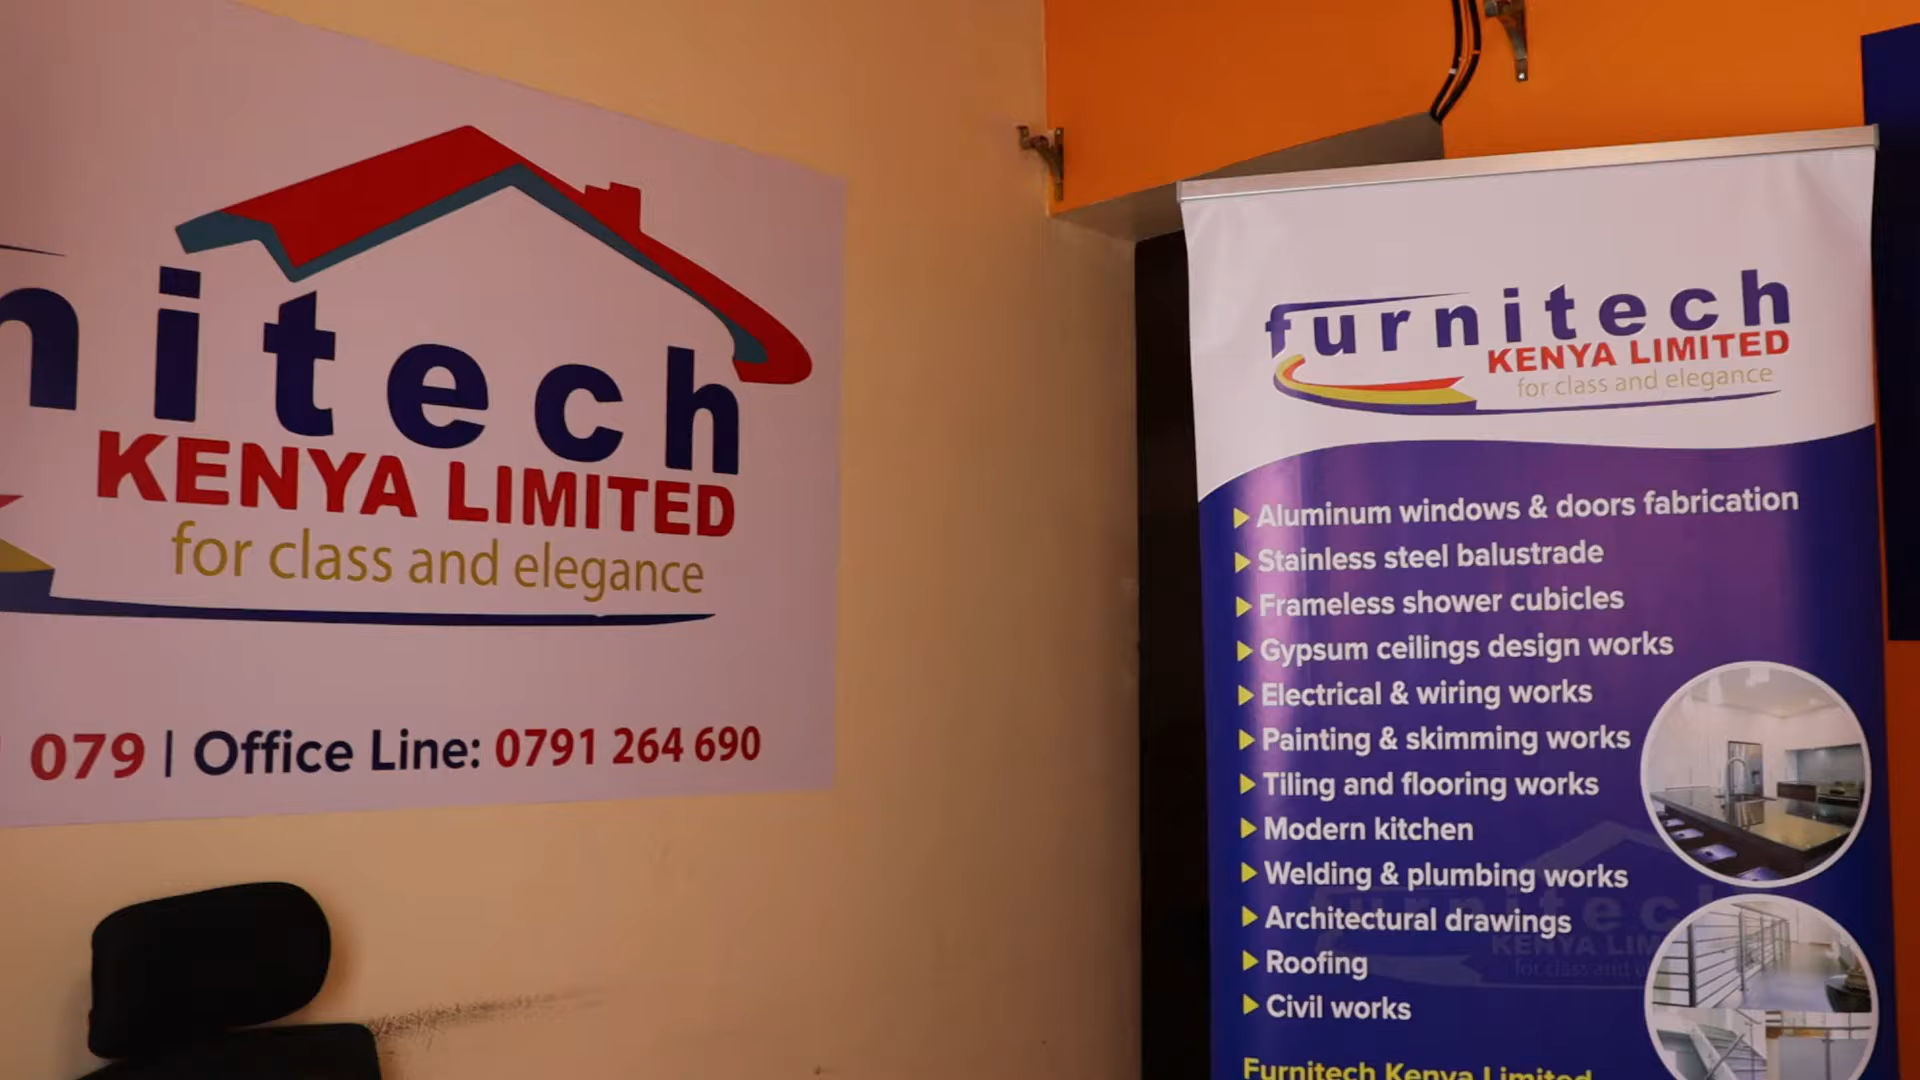 nitech
KENYA LIMITED
for class and elegance
079 | Office Line: 0791 264 690
furnitech
KENYA LIMITED
for class and elegance
Aluminum windows & doors fabrication
Stainless steel balustrade
Frameless shower cubicles
Gypsum ceilings design works
Electrical & wiring works
Painting & skimming works
Tiling and flooring works
Modern kitchen
Welding & plumbing works
Architectural drawings
Roofing
Civil works
Furnitech Kenya Limited